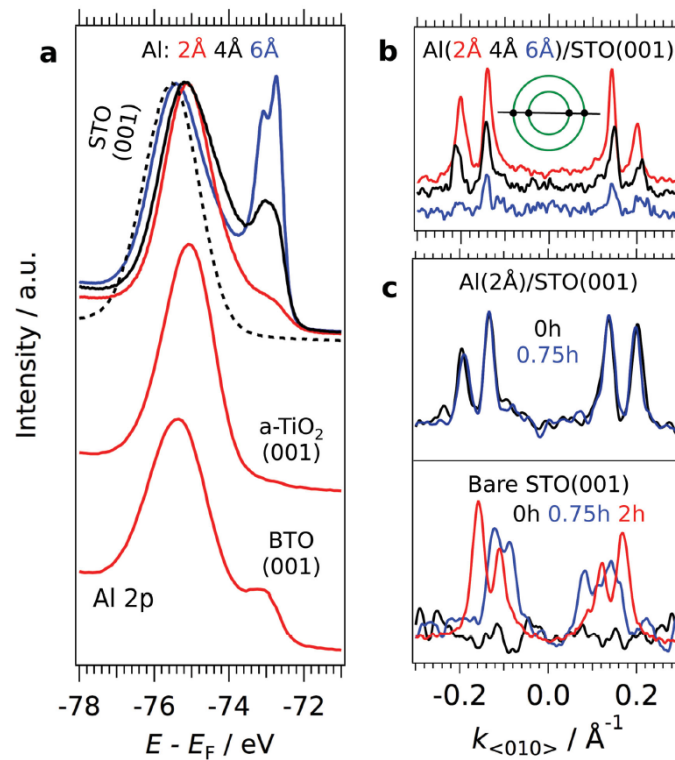 a
Al: 2Å 4Å 6Å
STO
(001)
a-TiO₂
(001)
BTO
(001)
Al 2p
Intensity / a.u.
-78 -76 -74 -72
E - E_F / eV
b
Al(2Å 4Å 6Å)/STO(001)
c
Al(2Å)/STO(001)
0h
0.75h
Bare STO(001)
0h 0.75h 2h
-0.2 0.0 0.2
k<010> / Å⁻¹